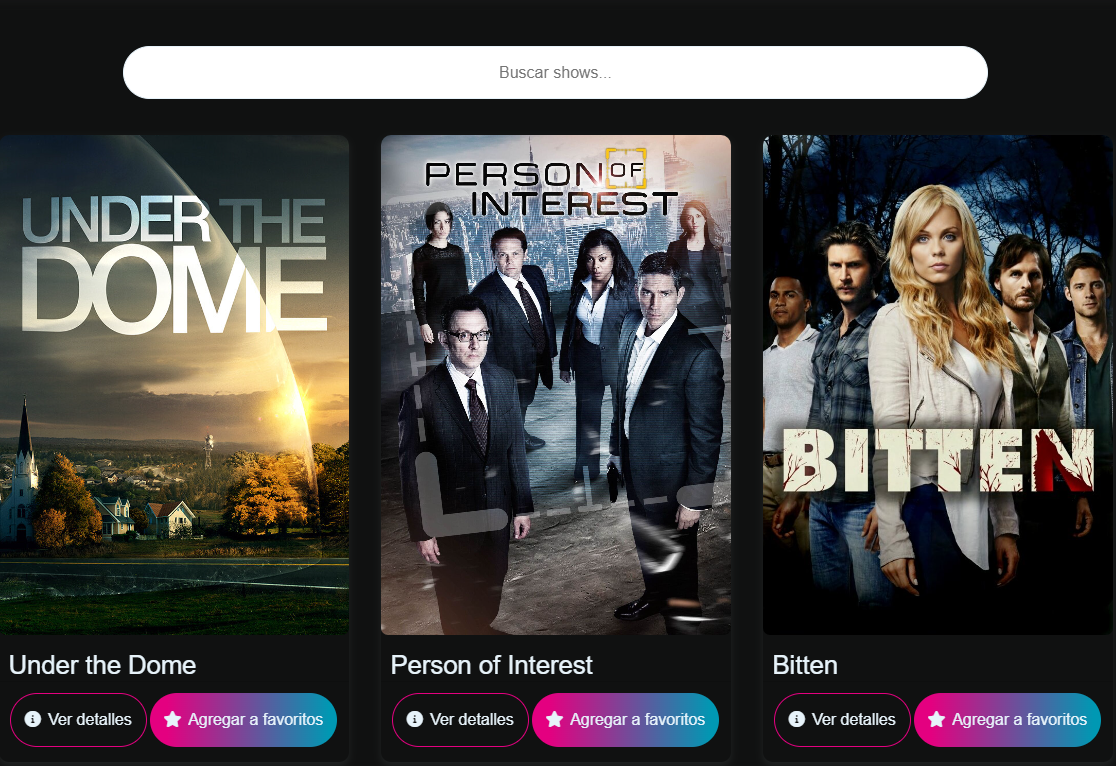 Buscar shows...
UNDER THE
DOME
PERSON OF
INTEREST
BITTEN
Under the Dome
Person of Interest
Bitten
Ver detalles
Agregar a favoritos
Ver detalles
Agregar a favoritos
Ver detalles
Agregar a favoritos